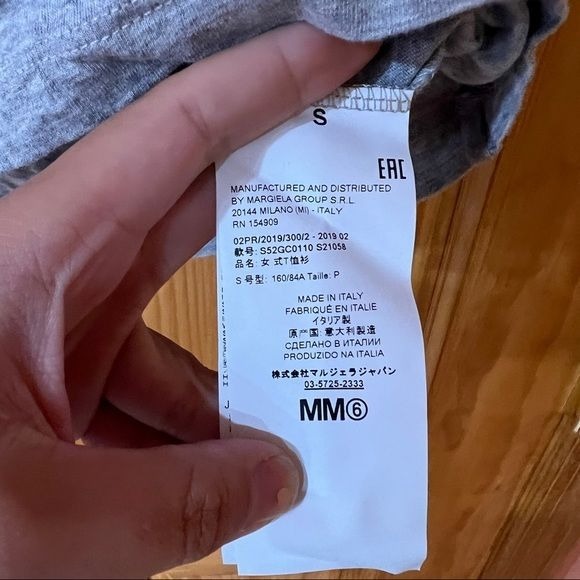 S
EAC
MANUFACTURED AND DISTRIBUTED
BY MARGIELA GROUP S.R.L
20144 MILANO (MI) - ITALY
RN 154909
02PR/2019/300/2 - 2019 02
款号: S52GC0110 S21058
品名: 女 式T恤衫
S 号型: 160/84A Taille: P
MADE IN ITALY
FABRIQUÉ EN ITALIE
イタリア製
原产国: 意大利製造
СДЕЛАНО В ИТАЛИИ
PRODUZIDO NA ITALIA
株式会社マルジェラジャパン
03-5725-2333
MM⑥